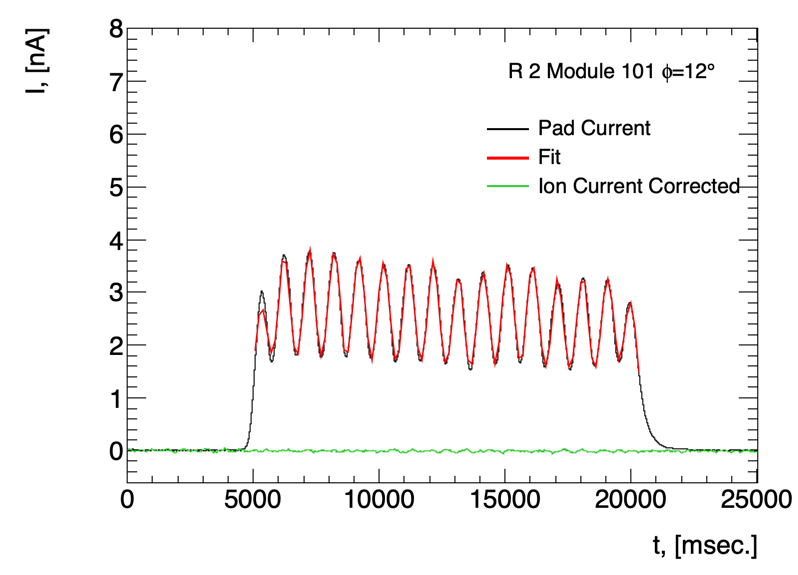 I, [nA]
8
7
6
5
4
3
2
1
0
R 2 Module 101 ϕ=12°
Pad Current
Fit
Ion Current Corrected
0 5000 10000 15000 20000 25000
t, [msec.]